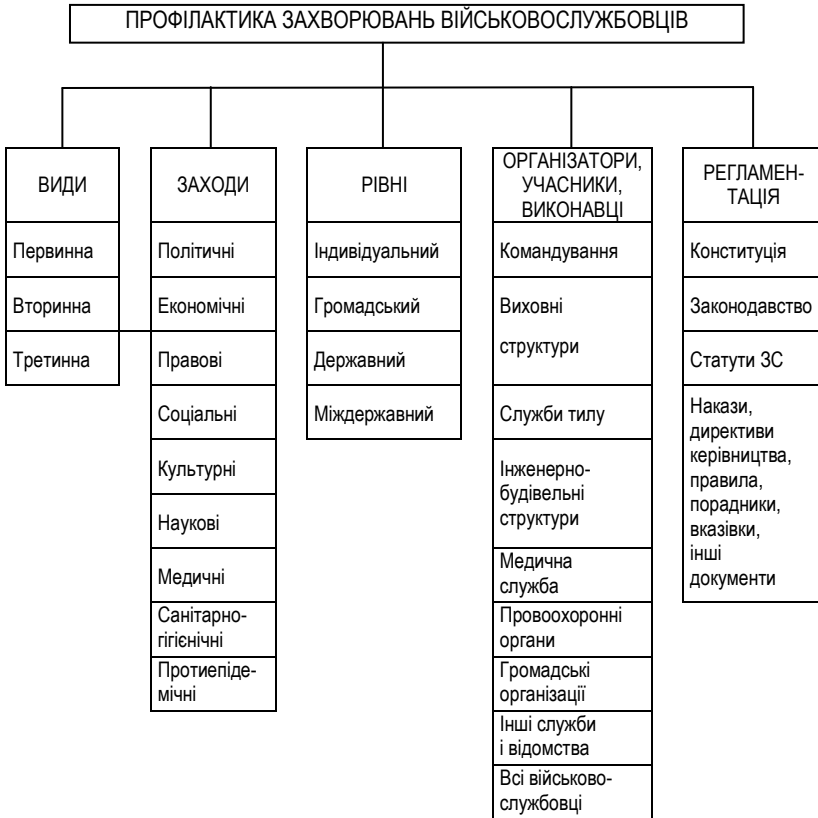 ПРОФІЛАКТИКА ЗАХВОРЮВАНЬ ВІЙСЬКОВОСЛУЖБОВЦІВ
ВИДИ
Первинна
Вторинна
Третинна
ЗАХОДИ
Політичні
Економічні
Правові
Соціальні
Культурні
Наукові
Медичні
Санітарно-
гігієнічні
Протиепіде-
мічні
РІВНІ
Індивідуальний
Громадський
Державний
Міждержавний
ОРГАНІЗАТОРИ,
УЧАСНИКИ,
ВИКОНАВЦІ
Командування
Виховні
структури
Служби тилу
Інженерно-
будівельні
структури
Медична
служба
Провоохоронні
органи
Громадські
організації
Інші служби
і відомства
Всі військово-
службовці
РЕГЛАМЕН-
ТАЦІЯ
Конституція
Законодавство
Статути ЗС
Накази,
директиви
керівництва,
правила,
порадники,
вказівки,
інші
документи